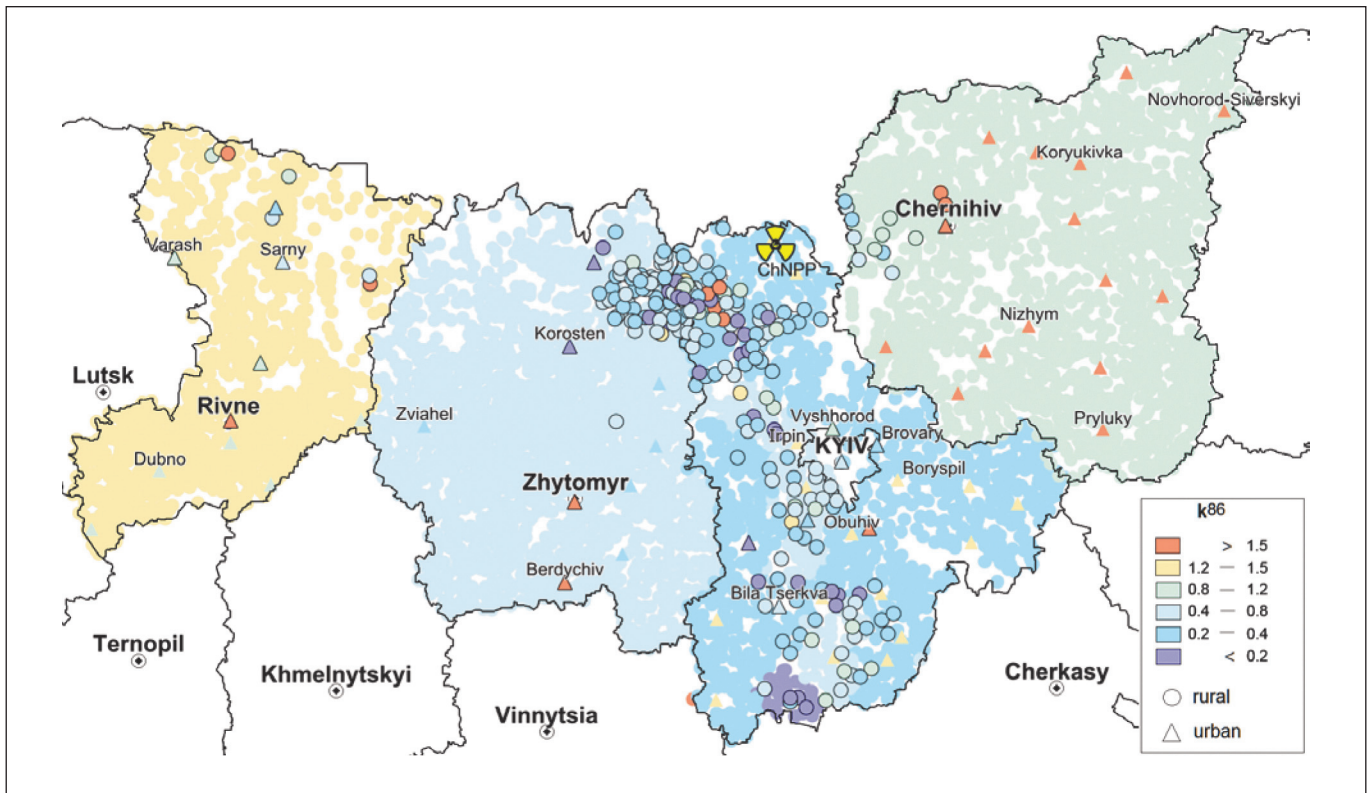 Novhorod-Siverskyi
Koryukivka
Chernihiv
ChNPP
Varash
Sarny
Nizhym
Korosten
Lutsk
Rivne
Zviahel
Vyshhorod
Irpin
KYIV
Brovary
Pryluky
Dubno
Boryspil
Zhytomyr
Obuhiv
Berdychiv
Bila Tserkva
Ternopil
Khmelnytskyi
Vinnytsia
Cherkasy
k86
> 1.5
1.2 — 1.5
0.8 — 1.2
0.4 — 0.8
0.2 — 0.4
< 0.2
rural
urban